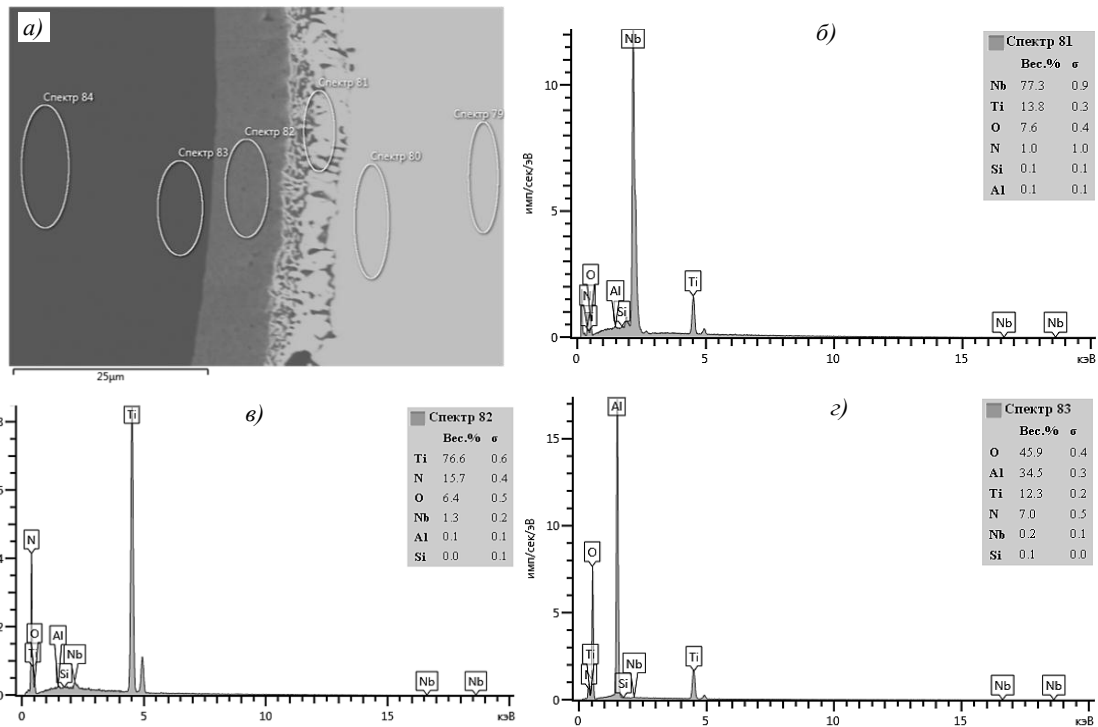 а)
Спектр 84
Спектр 83
Спектр 82
Спектр 81
Спектр 80
Спектр 79
25µm
б)
Спектр 81
Вес.% σ
Nb 77.3 0.9
Ti 13.8 0.3
O 7.6 0.4
N 1.0 1.0
Si 0.1 0.1
Al 0.1 0.1
имп/сек/эВ
10
5
0
Nb
O
N
Al
Si
Ti
Nb
Nb
0 5 10 15 кэВ
в)
Спектр 82
Вес.% σ
Ti 76.6 0.6
N 15.7 0.4
O 6.4 0.5
Nb 1.3 0.2
Al 0.1 0.1
Si 0.0 0.1
8
6
4
2
0
Ti
N
O
Al
Si
Nb
Nb
Nb
0 5 10 15 кэВ
г)
Спектр 83
Вес.% σ
O 45.9 0.4
Al 34.5 0.3
Ti 12.3 0.2
N 7.0 0.5
Nb 0.2 0.1
Si 0.1 0.0
имп/сек/эВ
15
10
5
0
Al
O
Ti
N
Si
Nb
Ti
Nb
Nb
0 5 10 15 кэВ